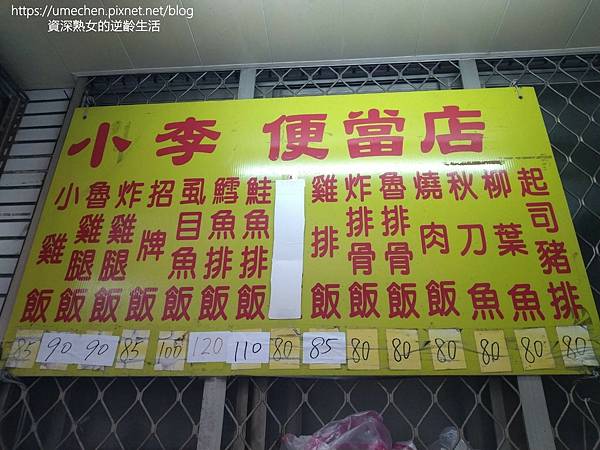 https://umechen.pixnet.net/blog
資深熟女的逆齡生活
小李 便當店
小雞飯
魯雞腿飯
炸雞腿飯
招牌飯
虱目魚飯
鱈魚排飯
鮭魚排飯
雞排飯
炸排骨飯
魯排骨飯
燒肉飯
秋刀魚
柳葉魚
起司豬排
85 90 90 85 100 120 110 80 85 80 80 80 80 80 80